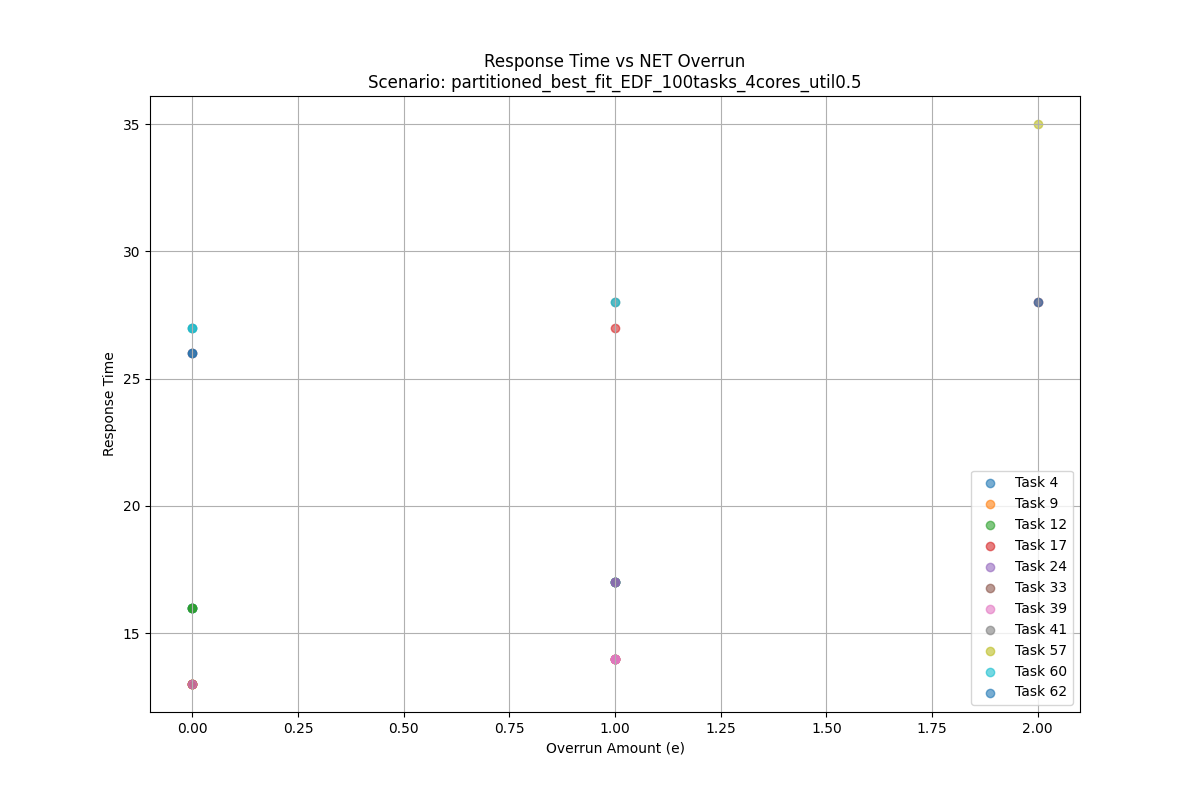 Response Time vs NET Overrun
Scenario: partitioned_best_fit_EDF_100tasks_4cores_util0.5
35
30
25
20
15
Response Time
0.00 0.25 0.50 0.75 1.00 1.25 1.50 1.75 2.00
Overrun Amount (e)
Task 4
Task 9
Task 12
Task 17
Task 24
Task 33
Task 39
Task 41
Task 57
Task 60
Task 62